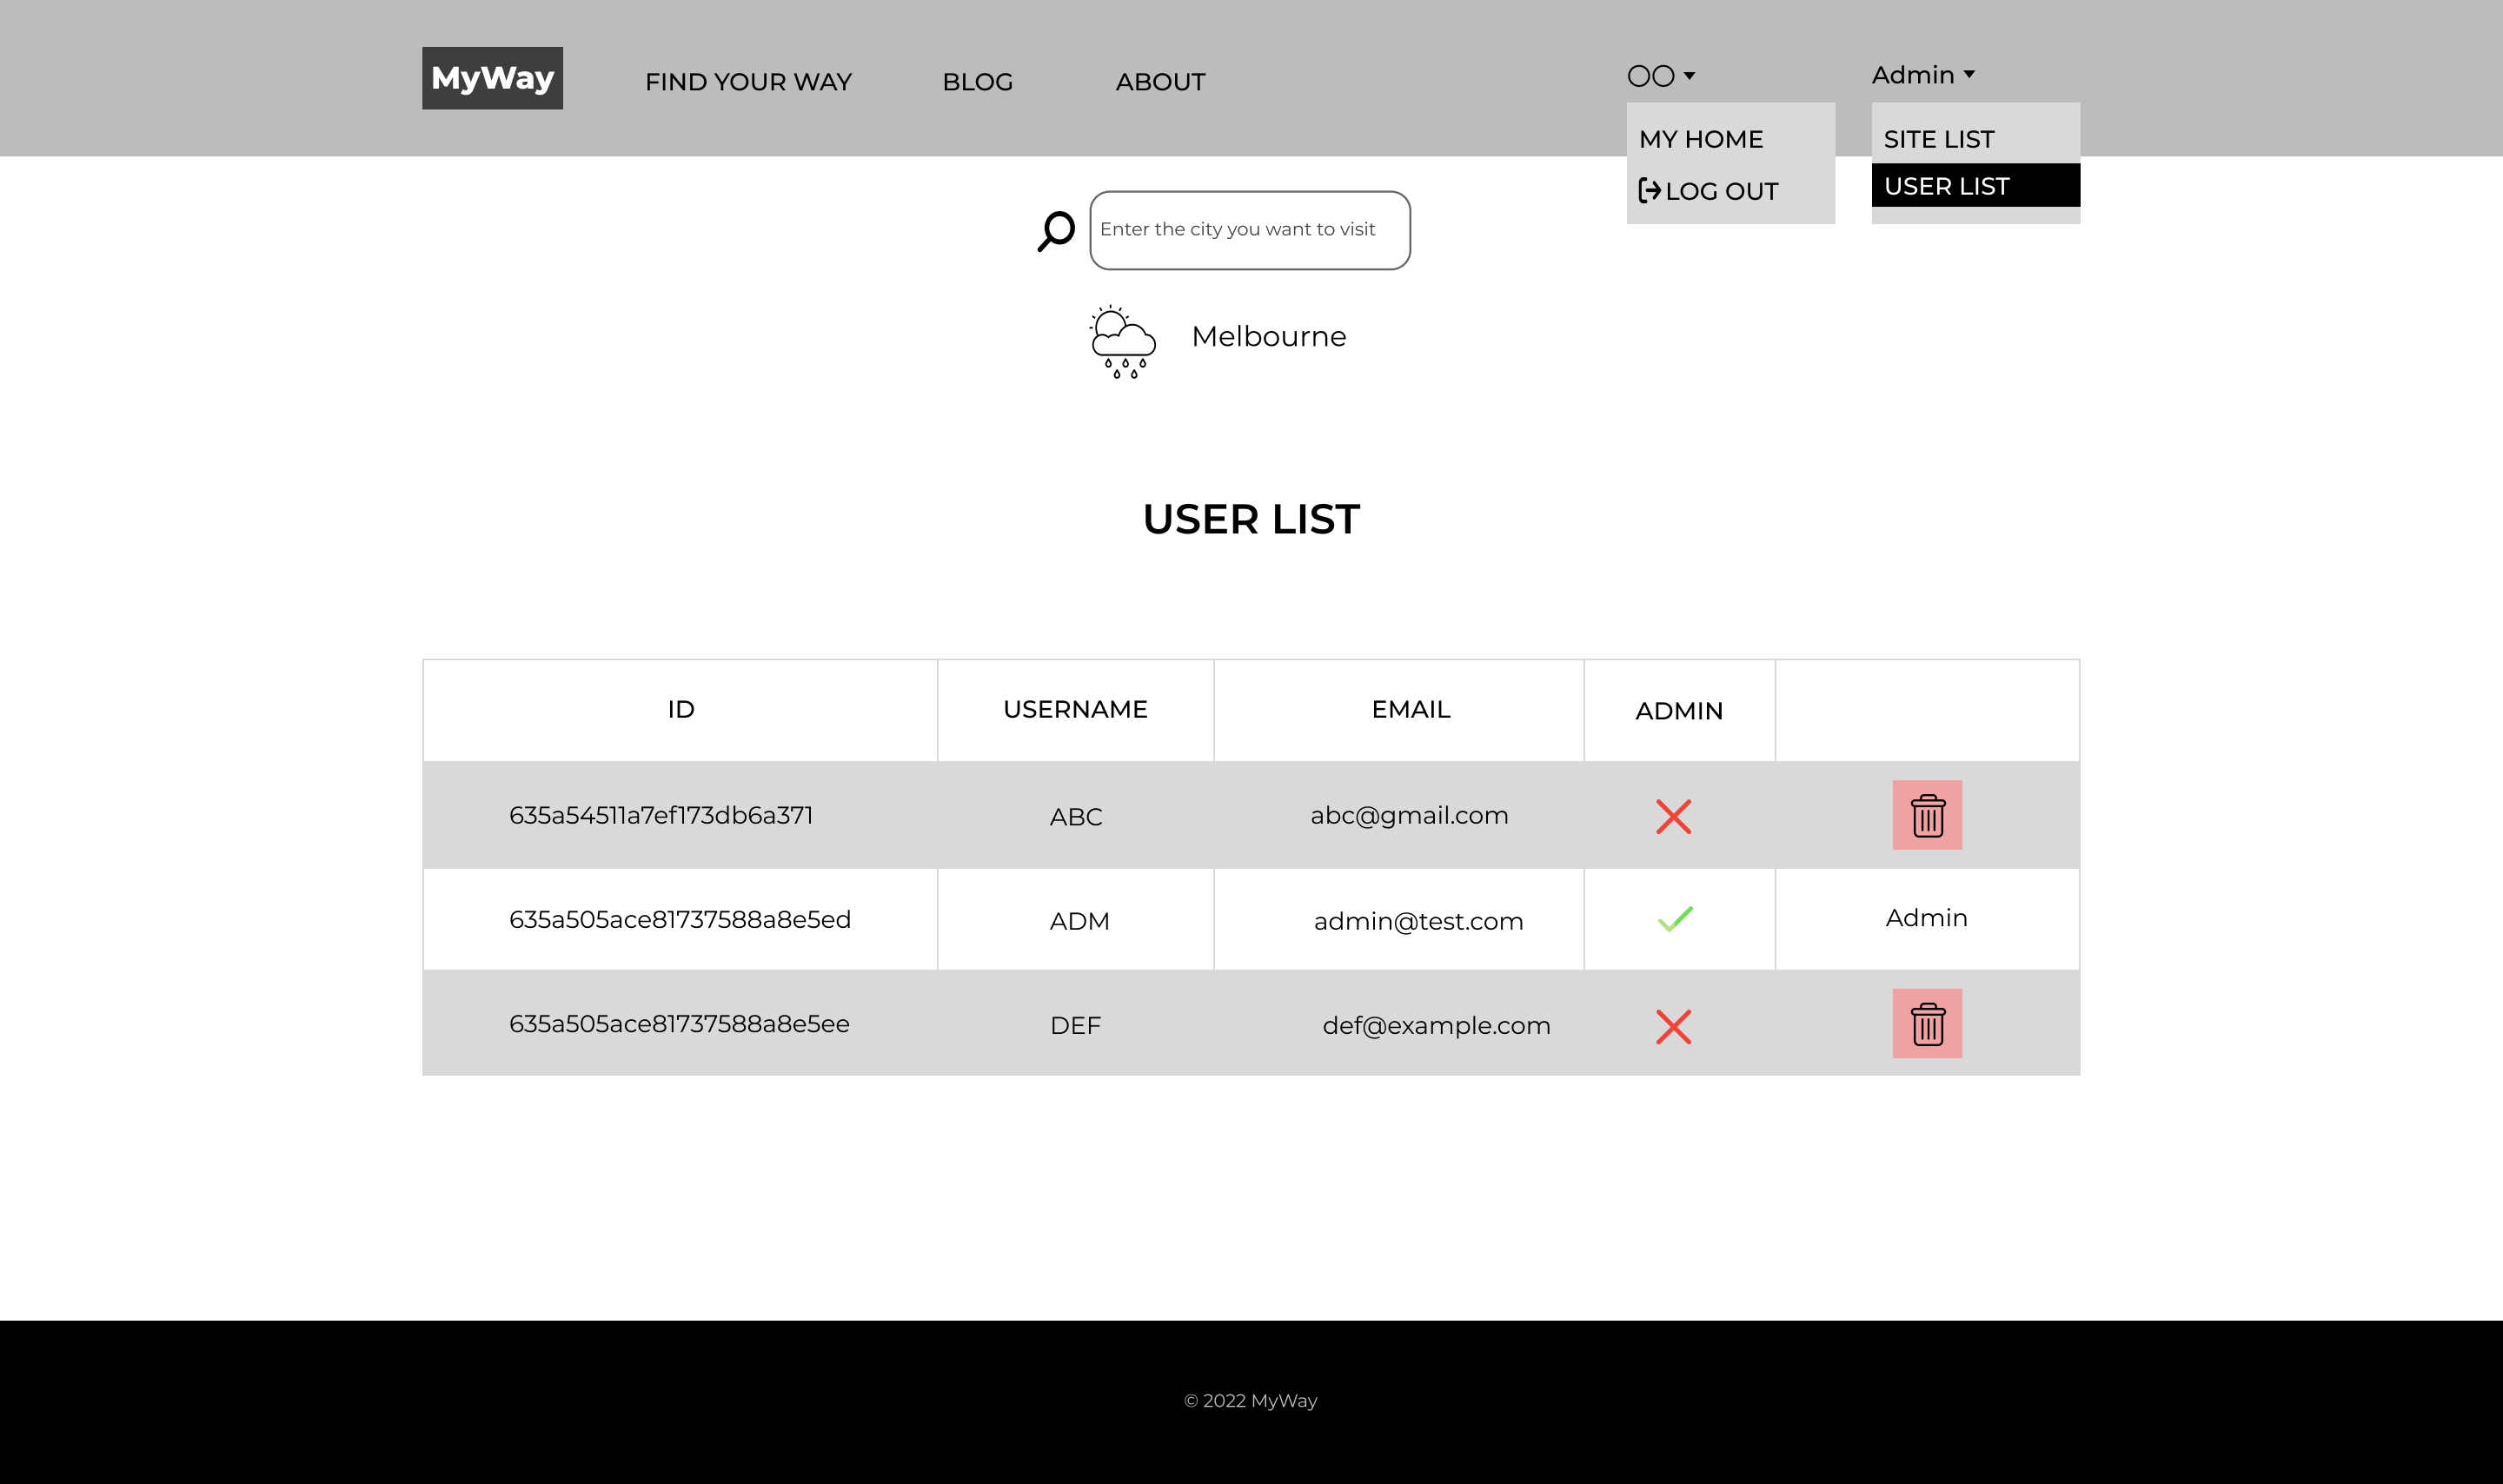 MyWay
FIND YOUR WAY
BLOG
ABOUT
○○
Admin
MY HOME
LOG OUT
SITE LIST
USER LIST
Enter the city you want to visit
Melbourne
USER LIST
ID USERNAME EMAIL ADMIN
635a54511a7ef173db6a371 ABC abc@gmail.com
635a505ace81737588a8e5ed ADM admin@test.com Admin
635a505ace81737588a8e5ee DEF def@example.com
© 2022 MyWay